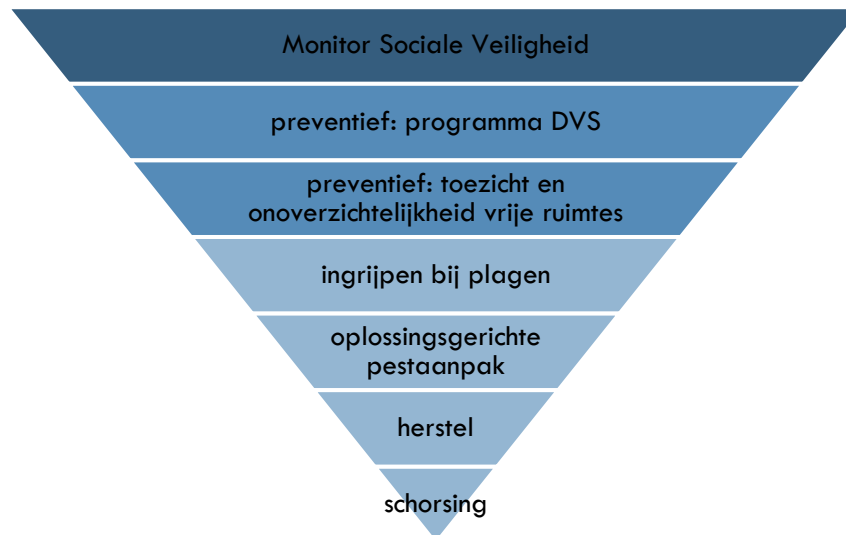 Monitor Sociale Veiligheid
preventief: programma DVS
preventief: toezicht en
onoverzichtelijkheid vrije ruimtes
ingrijpen bij plagen
oplossingsgerichte
pestaanpak
herstel
schorsing